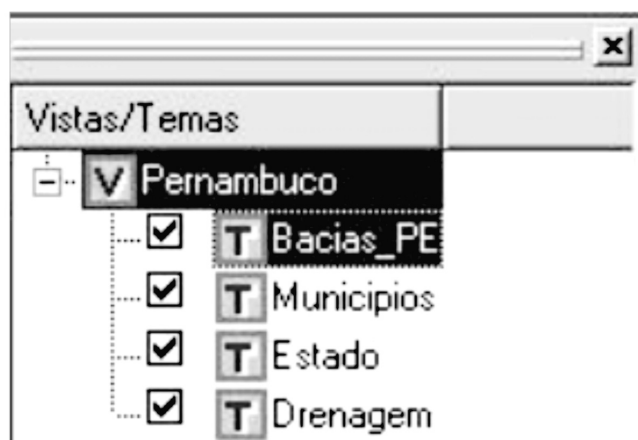 Vistas/Temas
V Pernambuco
T Bacias_PE
T Municipios
T Estado
T Drenagem